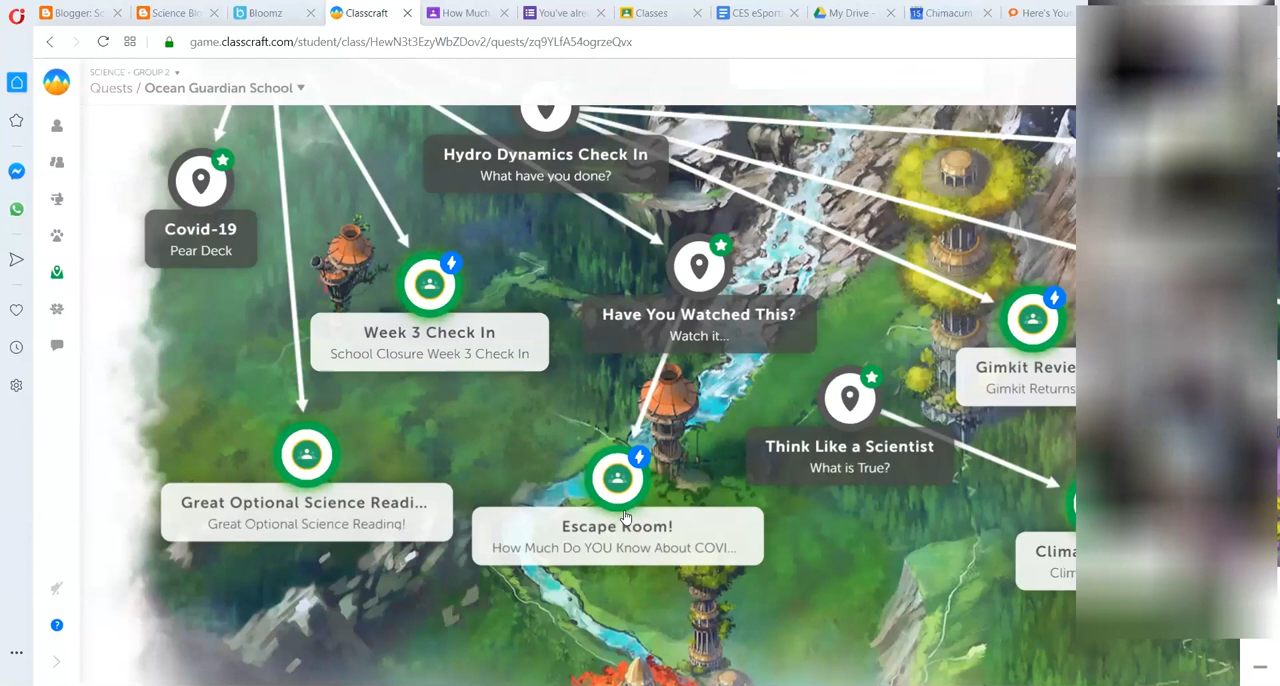 Blogger: Sc
Science Blo
Bloomz
Classcraft
How Much
You've alre
Classes
CES eSport
My Drive -
Chimacum
Here's Your
game.classcraft.com/student/class/HewN3t3EzyWbZDov2/quests/zq9YLfA54ogrzeQvx
SCIENCE - GROUP 2
Quests / Ocean Guardian School
Hydro Dynamics Check In
What have you done?
Covid-19
Pear Deck
Have You Watched This?
Watch it...
Week 3 Check In
School Closure Week 3 Check In
Gimkit Revie
Gimkit Returns
Think Like a Scientist
What is True?
Great Optional Science Readi...
Great Optional Science Reading!
Escape Room!
How Much Do YOU Know About COVI...
Clima
Clim